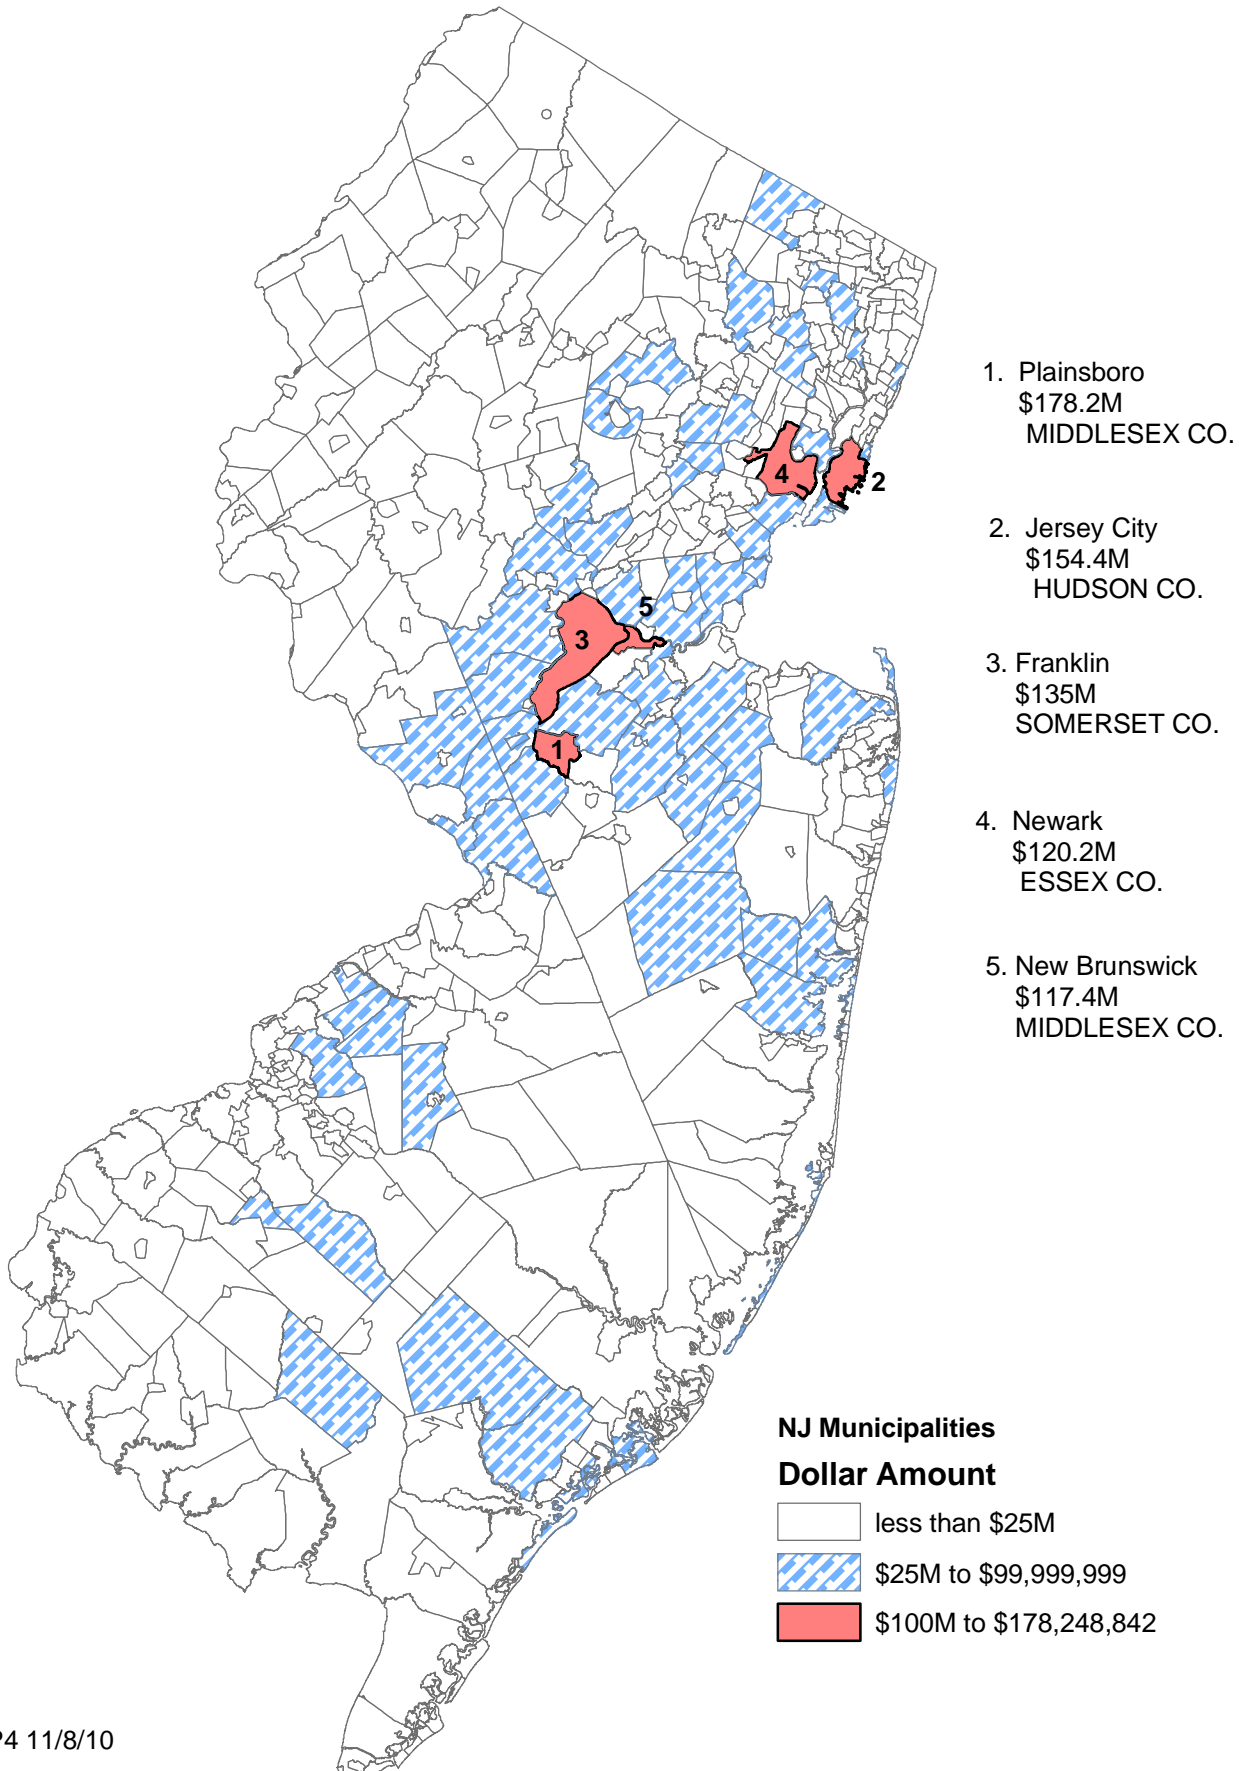 1. Plainsboro
$178.2M
MIDDLESEX CO.
2. Jersey City
$154.4M
HUDSON CO.
3. Franklin
$135M
SOMERSET CO.
4. Newark
$120.2M
ESSEX CO.
5. New Brunswick
$117.4M
MIDDLESEX CO.
4
2
5
3
1
NJ Municipalities
Dollar Amount
less than $25M
$25M to $99,999,999
$100M to $178,248,842
4 11/8/10